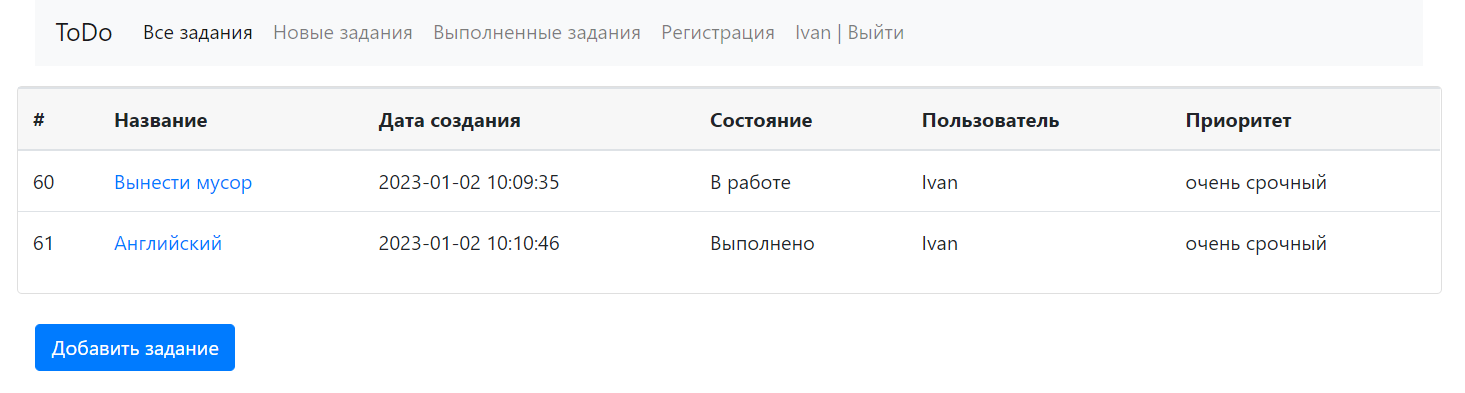 ToDo Все задания Новые задания Выполненные задания Регистрация Ivan | Выйти
# Название Дата создания Состояние Пользователь Приоритет
60 Вынести мусор 2023-01-02 10:09:35 В работе Ivan очень срочный
61 Английский 2023-01-02 10:10:46 Выполнено Ivan очень срочный
Добавить задание